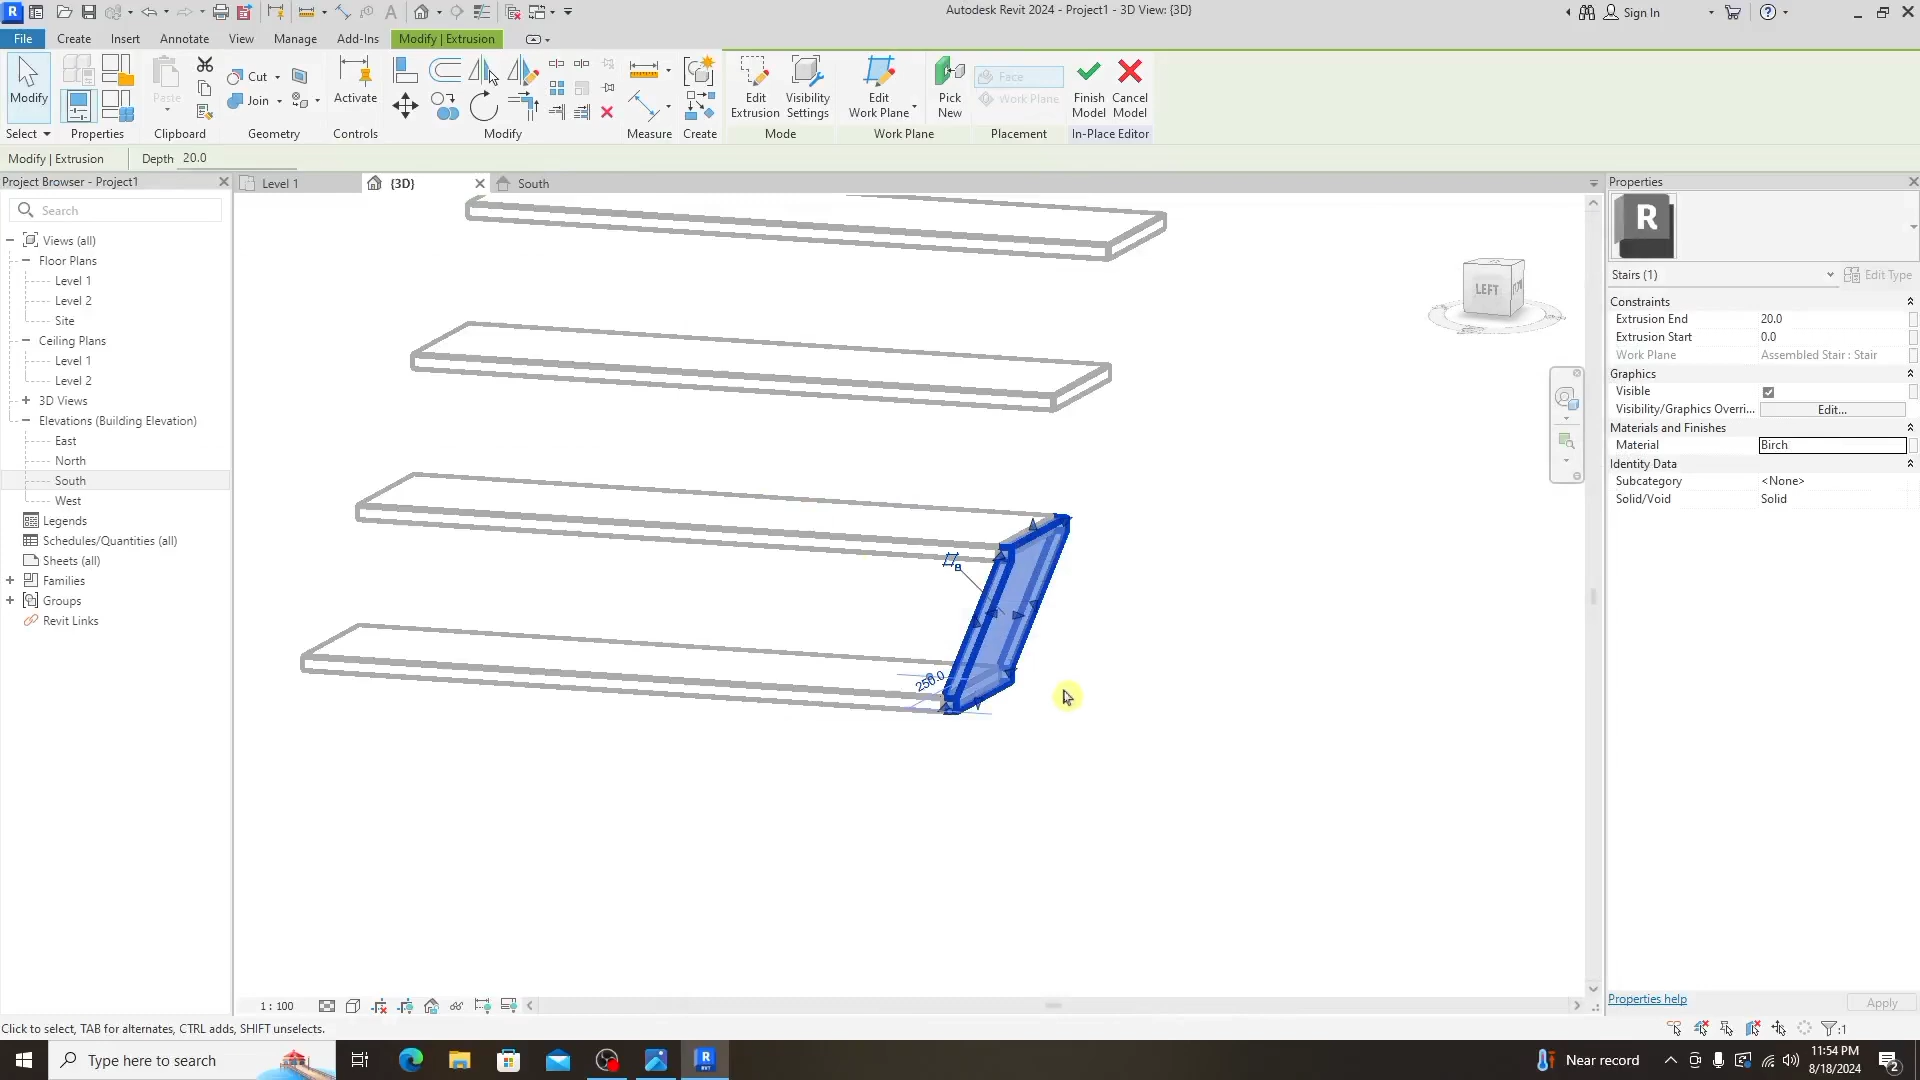 Autodesk Revit 2024 - Project1 - 3D View: {3D}
Sign In
File
Create
Insert
Annotate
View
Manage
Add-Ins
Modify | Extrusion
Modify
Paste
Cut
Join
Activate
Edit
Extrusion
Visibility
Settings
Edit
Work Plane
Pick
New
Face
Work Plane
Finish
Model
Cancel
Model
Select
Properties
Clipboard
Geometry
Controls
Modify
Measure
Create
Mode
Work Plane
Placement
In-Place Editor
Modify | Extrusion
Depth 20.0
Project Browser - Project1
Search
Views (all)
Floor Plans
Level 1
Level 2
Site
Ceiling Plans
Level 1
Level 2
3D Views
Elevations (Building Elevation)
East
North
South
West
Legends
Schedules/Quantities (all)
Sheets (all)
Families
Groups
Revit Links
Level 1
{3D}
South
LEFT
250.0
Properties
R
Stairs (1)
Edit Type
Constraints
Extrusion End 20.0
Extrusion Start 0.0
Work Plane Assembled Stair : Stair
Graphics
Visible
Visibility/Graphics Overri... Edit...
Materials and Finishes
Material Birch
Identity Data
Subcategory <None>
Solid/Void Solid
Properties help
Apply
1 : 100
Click to select, TAB for alternates, CTRL adds, SHIFT unselects.
:1
Type here to search
Near record
11:54 PM
8/18/2024
2